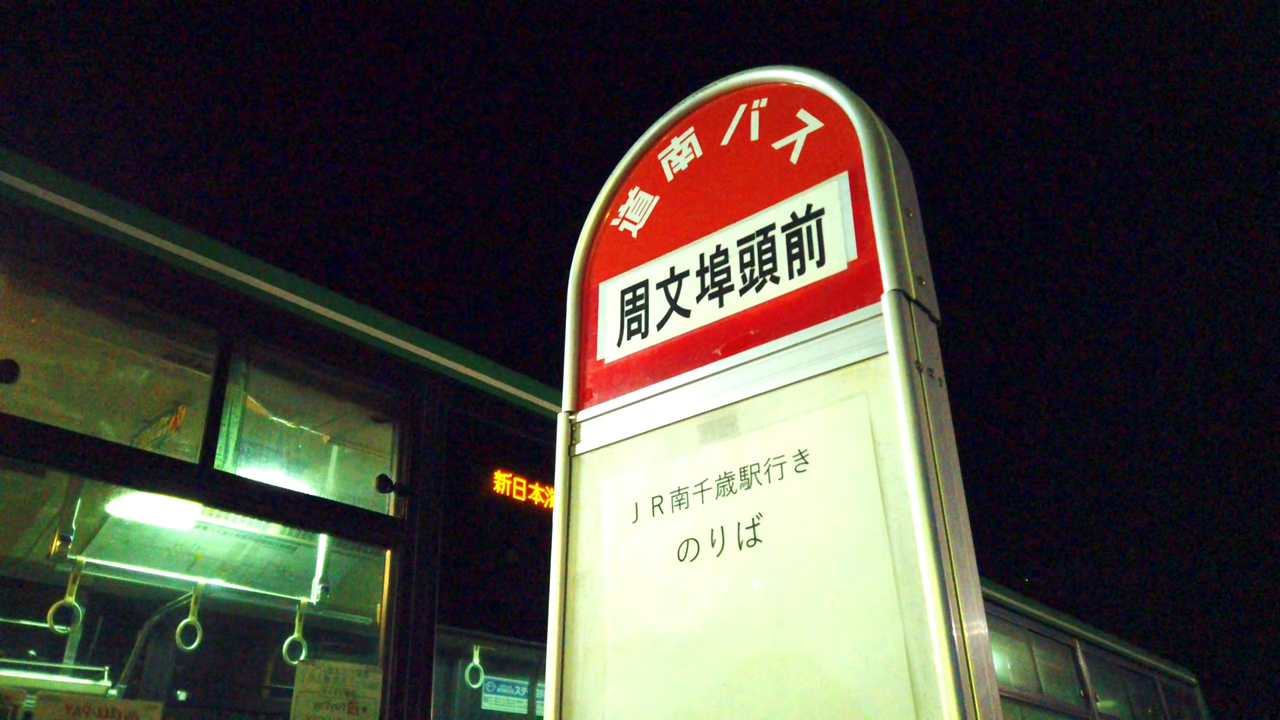 道南バス
周文埠頭前
JR南千歳駅行き
のりば
新日本海